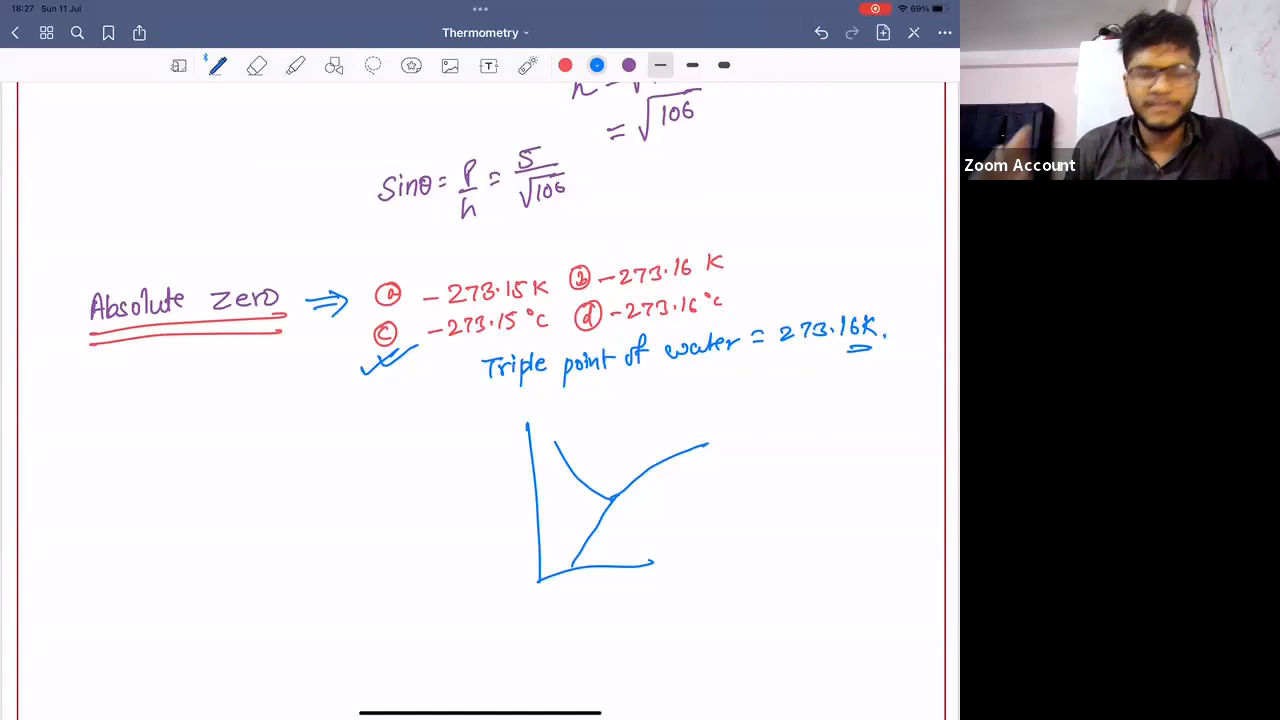 18:27 Sun 11 Jul
69%
Thermometry
= √106
Sinθ = P/h = 5/√106
Absolute zero ⇒ ⓐ -273.15K ⓑ -273.16 K
ⓒ -273.15°C ⓓ -273.16°C
Triple point of water = 273.16K.
Zoom Account